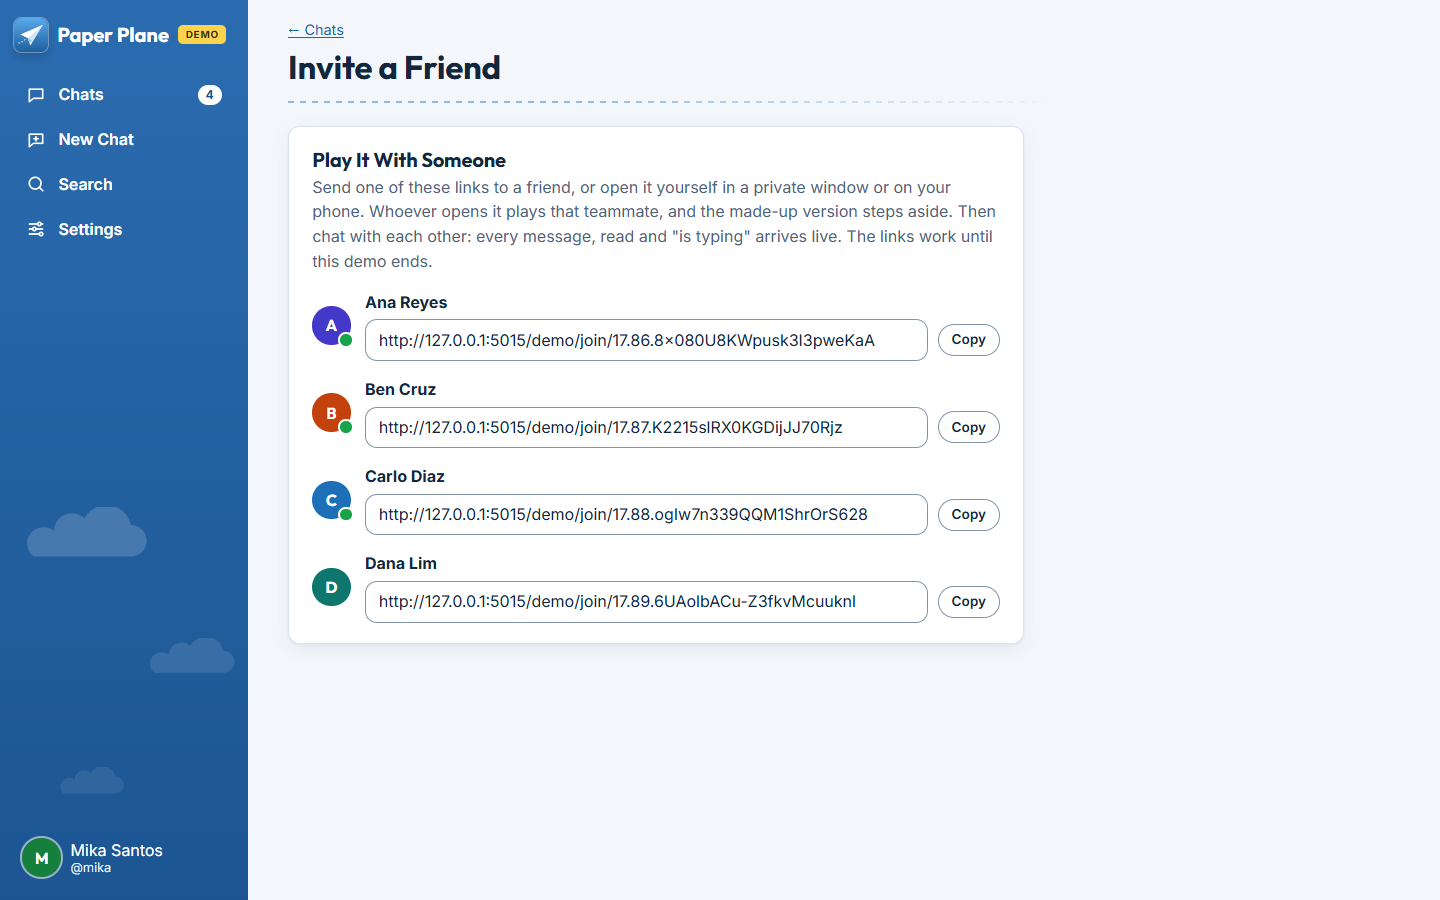 Paper Plane DEMO
Chats 4
New Chat
Search
Settings
M Mika Santos
@mika
← Chats
Invite a Friend
Play It With Someone
Send one of these links to a friend, or open it yourself in a private window or on your
phone. Whoever opens it plays that teammate, and the made-up version steps aside. Then
chat with each other: every message, read and "is typing" arrives live. The links work until
this demo ends.
Ana Reyes
A http://127.0.0.1:5015/demo/join/17.86.8×080U8KWpusk3I3pweKaA Copy
Ben Cruz
B http://127.0.0.1:5015/demo/join/17.87.K2215sIRX0KGDijJJ70Rjz Copy
Carlo Diaz
C http://127.0.0.1:5015/demo/join/17.88.ogIw7n339QQM1ShrOrS628 Copy
Dana Lim
D http://127.0.0.1:5015/demo/join/17.89.6UAoIbACu-Z3fkvMcuuknI Copy